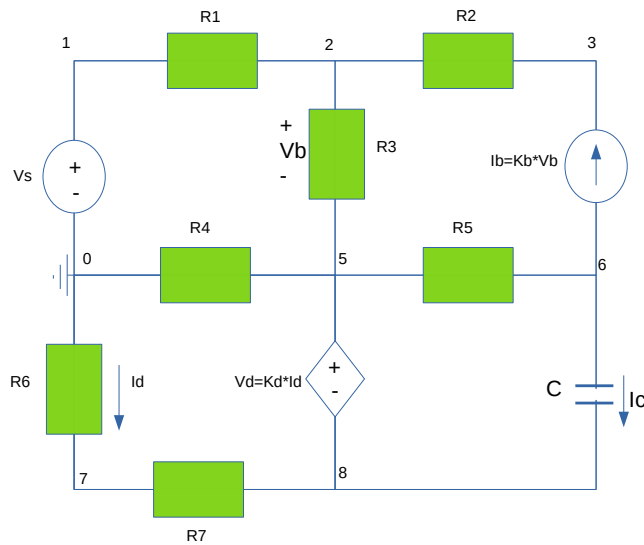 R1
R2
1
2
3
+
Vb
-
R3
Ib=Kb*Vb
Vs
+
-
R4
R5
0
5
6
R6
Id
Vd=Kd*Id
+
-
C
Ic
7
8
R7